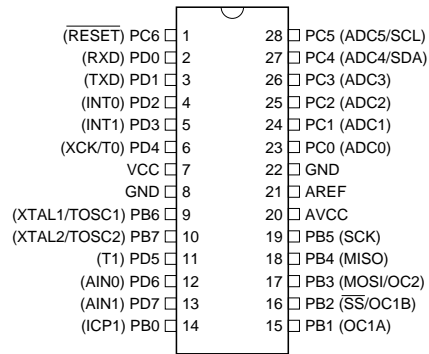 (RESET) PC6 1 28 PC5 (ADC5/SCL)
(RXD) PD0 2 27 PC4 (ADC4/SDA)
(TXD) PD1 3 26 PC3 (ADC3)
(INT0) PD2 4 25 PC2 (ADC2)
(INT1) PD3 5 24 PC1 (ADC1)
(XCK/T0) PD4 6 23 PC0 (ADC0)
VCC 7 22 GND
GND 8 21 AREF
(XTAL1/TOSC1) PB6 9 20 AVCC
(XTAL2/TOSC2) PB7 10 19 PB5 (SCK)
(T1) PD5 11 18 PB4 (MISO)
(AIN0) PD6 12 17 PB3 (MOSI/OC2)
(AIN1) PD7 13 16 PB2 (SS/OC1B)
(ICP1) PB0 14 15 PB1 (OC1A)